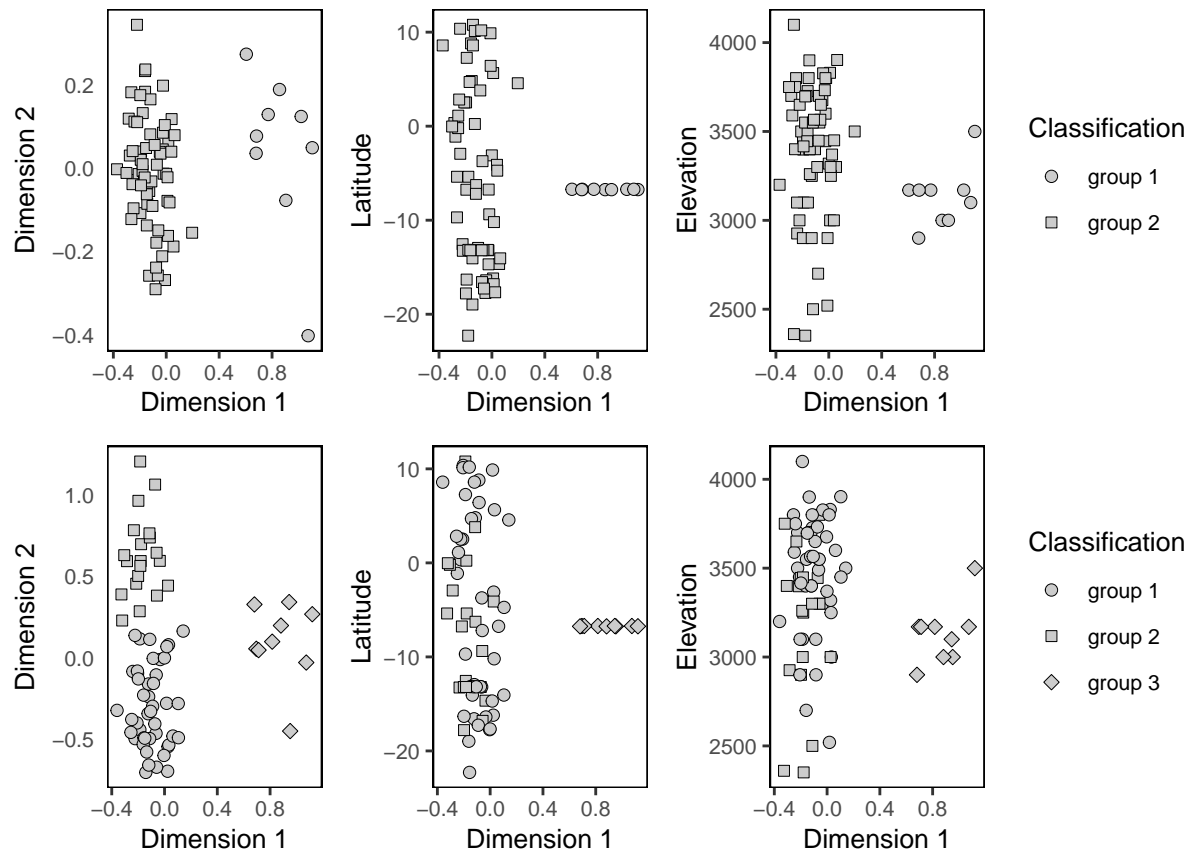 0.2
0.0
−0.2
−0.4
−0.4 0.0 0.4 0.8
Dimension 1
Dimension 2
10
0
−10
−20
−0.4 0.0 0.4 0.8
Dimension 1
Latitude
4000
3500
3000
2500
−0.4 0.0 0.4 0.8
Dimension 1
Elevation
Classification
group 1
group 2
1.0
0.5
0.0
−0.5
−0.4 0.0 0.4 0.8
Dimension 1
Dimension 2
10
0
−10
−20
−0.4 0.0 0.4 0.8
Dimension 1
Latitude
4000
3500
3000
2500
−0.4 0.0 0.4 0.8
Dimension 1
Elevation
Classification
group 1
group 2
group 3